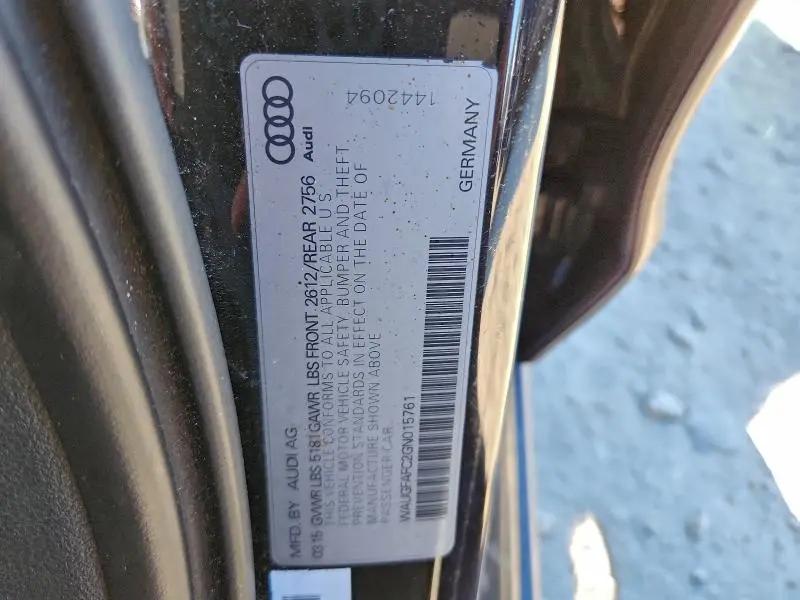 Audi
1442094
MFD. BY AUDI AG
GERMANY
03.15 GVWR LBS 5181 GAWR LBS FRONT: 2612/REAR 2756
THIS VEHICLE CONFORMS TO ALL APPLICABLE U S
FEDERAL MOTOR VEHICLE SAFETY, BUMPER AND THEFT
PREVENTION STANDARDS IN EFFECT ON THE DATE OF
MANUFACTURE SHOWN ABOVE
PASSENGER CAR
WAUGFAFC2GN015761